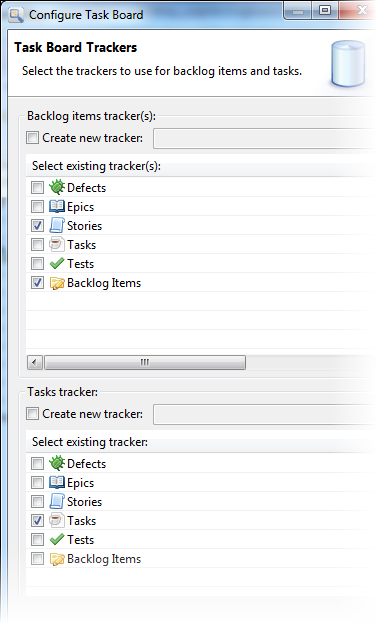 Configure Task Board
Task Board Trackers
Select the trackers to use for backlog items and tasks.
Backlog items tracker(s):
Create new tracker:
Select existing tracker(s):
Defects
Epics
Stories
Tasks
Tests
Backlog Items
Tasks tracker:
Create new tracker:
Select existing tracker:
Defects
Epics
Stories
Tasks
Tests
Backlog Items